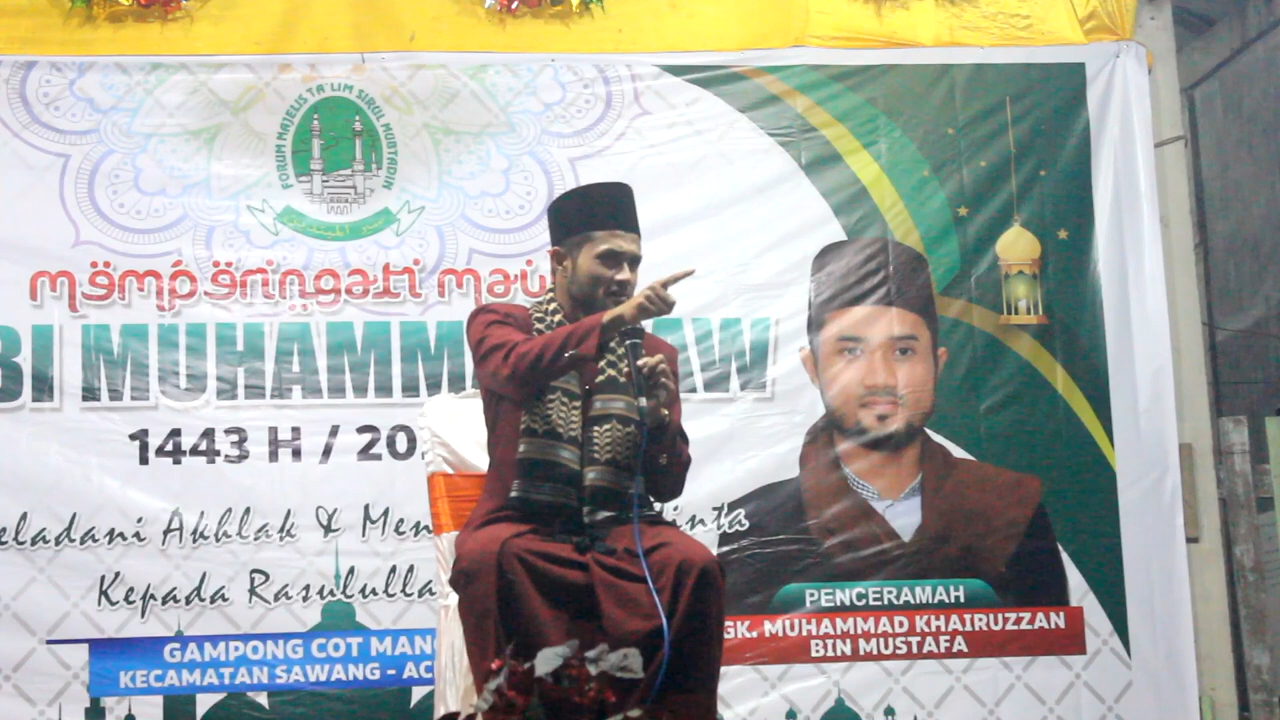 FORUM MAJELIS TA'LIM SIRUL MUBTADIN
memperingati mau
BI MUHAMM AW
1443 H / 20
eladani Akhlak & Men inta
Kepada Rasululla
GAMPONG COT MANG
KECAMATAN SAWANG - AC
PENCERAMAH
GK. MUHAMMAD KHAIRUZZAN
BIN MUSTAFA